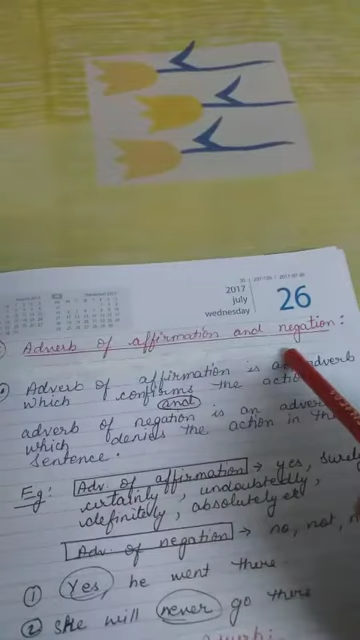 2017
july
wednesday
26
Adverb of affirmation and negation:
Adverb of affirmation is an adverb
which confirms the action
and
adverb of negation is an
which denies the action in the
sentence.
Eg: Adv. of affirmation → yes,
certainly, undoubtedly,
definitely, absolutely etc
Adv. of negation → no, not,
① Yes, he went there.
② She will never go there